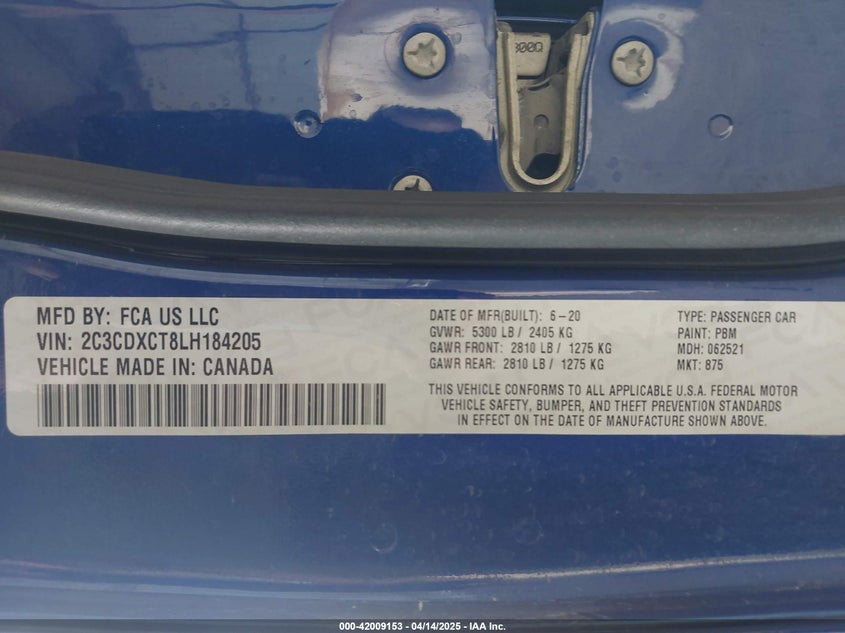 300Q
MFD BY: FCA US LLC
VIN: 2C3CDXCT8LH184205
VEHICLE MADE IN: CANADA
DATE OF MFR(BUILT): 6-20
GVWR: 5300 LB / 2405 KG
GAWR FRONT: 2810 LB / 1275 KG
GAWR REAR: 2810 LB / 1275 KG
TYPE: PASSENGER CAR
PAINT: PBM
MDH: 062521
MKT: 875
THIS VEHICLE CONFORMS TO ALL APPLICABLE U.S.A. FEDERAL MOTOR
VEHICLE SAFETY, BUMPER, AND THEFT PREVENTION STANDARDS
IN EFFECT ON THE DATE OF MANUFACTURE SHOWN ABOVE.
000-42009153 - 04/14/2025 - IAA Inc.